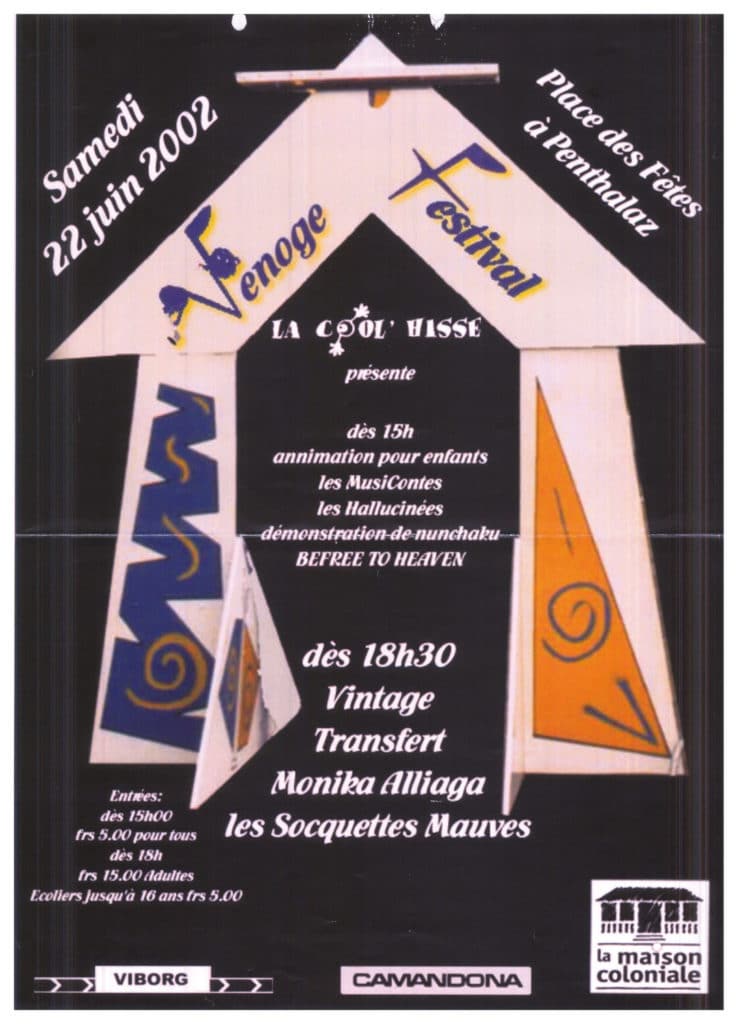 Samedi
22 juin 2002
Place des Fêtes
à Penthalaz
Venoge
Festival
LA COOL' HISSE
présente
dès 15h
annimation pour enfants
les MusiContes
les Hallucinées
démonstration de nunchaku
BEFREE TO HEAVEN
dès 18h30
Vintage
Transfert
Monika Alliaga
les Socquettes Mauves
Entrées:
dès 15h00
frs 5.00 pour tous
dès 18h
frs 15.00 Adultes
Ecoliers Jusqu'à 16 ans frs 5.00
VIBORG
CAMANDONA
la maison
coloniale